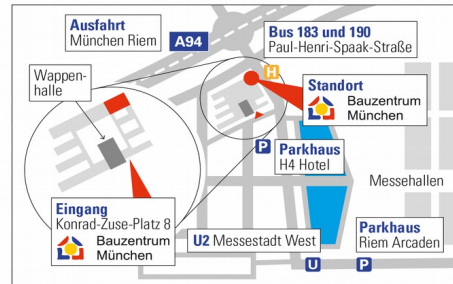 Ausfahrt
München Riem
A94
Bus 183 und 190
Paul-Henri-Spaak-Straße
H
Wappen-
halle
Standort
Bauzentrum
München
P
Parkhaus
H4 Hotel
Messehallen
Eingang
Konrad-Zuse-Platz 8
Bauzentrum
München
U2 Messestadt West
Parkhaus
Riem Arcaden
U
P